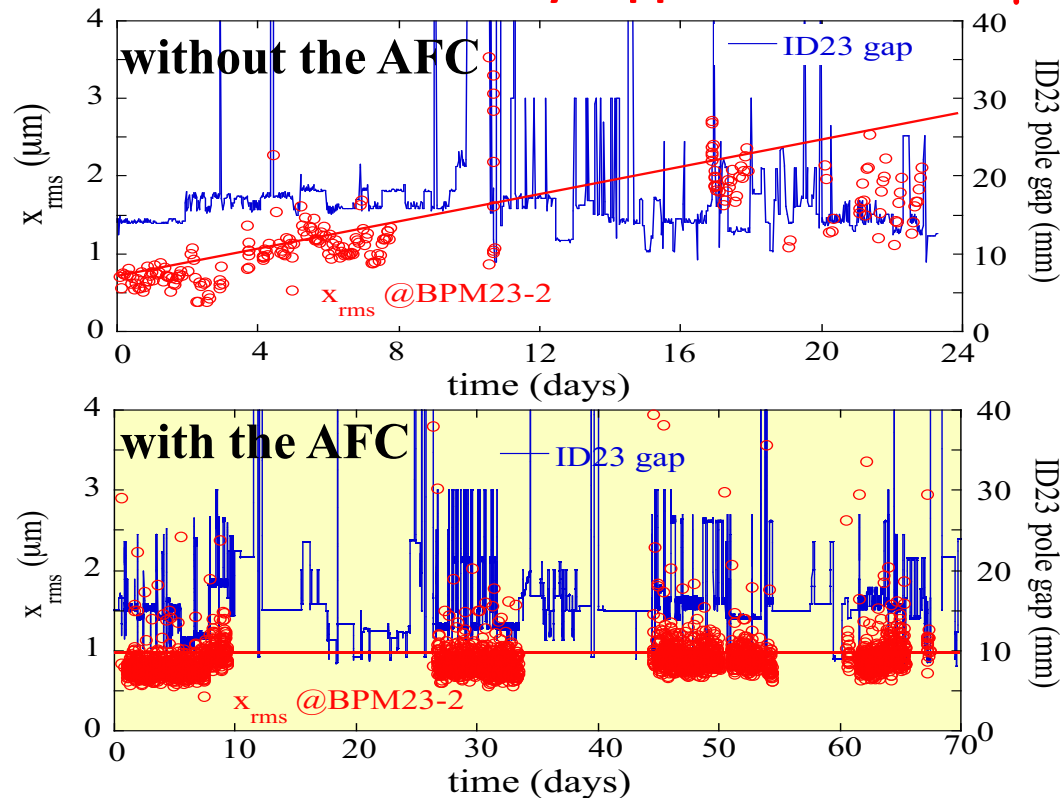 without the AFC
ID23 gap
x_rms @BPM23-2
x_rms (μm)
4
3
2
1
0
ID23 pole gap (mm)
40
30
20
10
0
0 4 8 12 16 20 24
time (days)
with the AFC
ID23 gap
x_rms @BPM23-2
x_rms (μm)
4
3
2
1
0
ID23 pole gap (mm)
40
30
20
10
0
0 10 20 30 40 50 60 70
time (days)